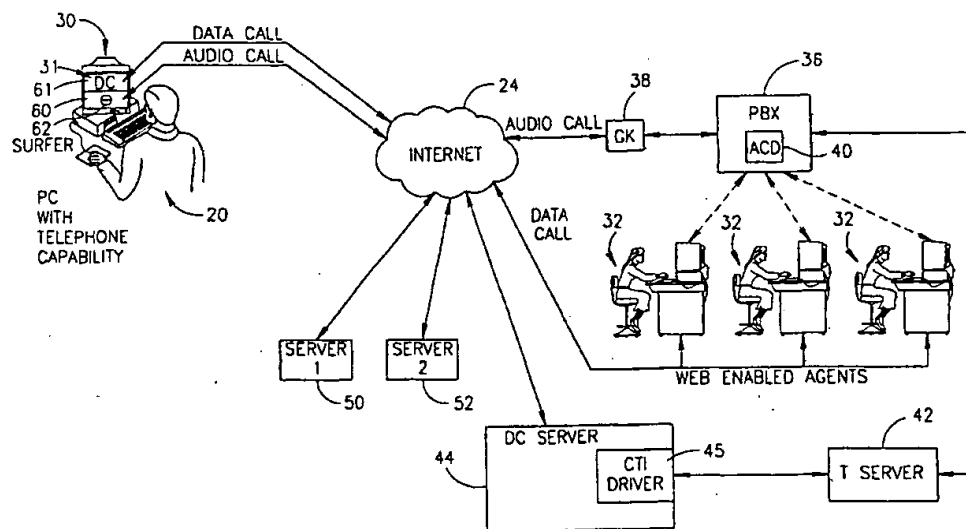 30
31
61
60
62
DC
SURFER
PC
WITH
TELEPHONE
CAPABILITY
20
DATA CALL
AUDIO CALL
24
INTERNET
AUDIO CALL
38
GK
36
PBX
ACD
40
DATA
CALL
32
32
32
WEB ENABLED AGENTS
SERVER
1
50
SERVER
2
52
DC SERVER
44
CTI
DRIVER
45
42
T SERVER